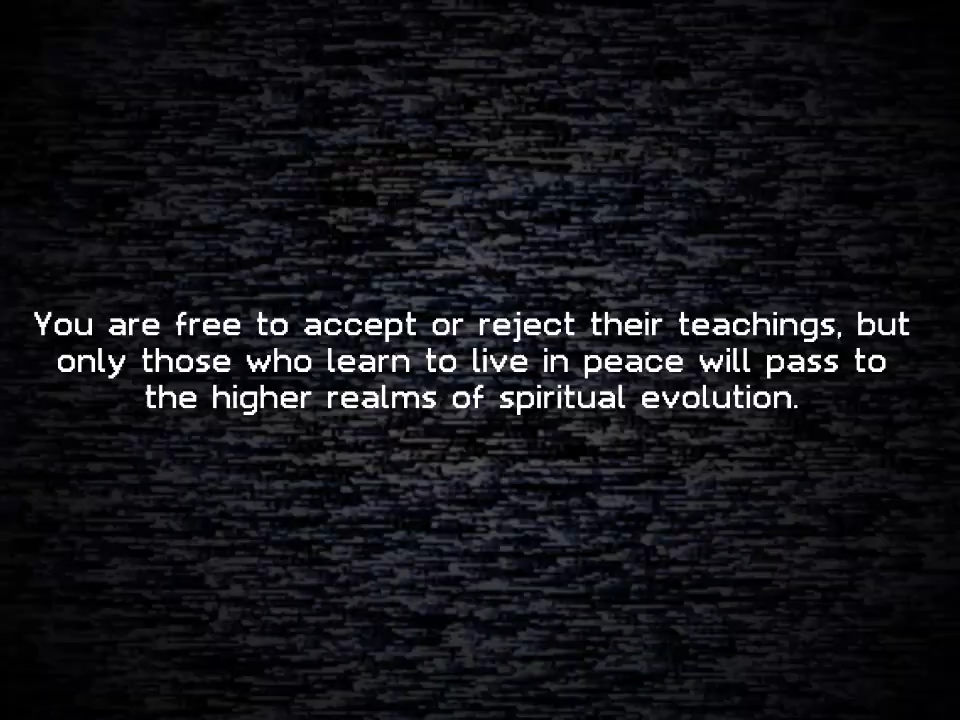 You are free to accept or reject their teachings, but
only those who learn to live in peace will pass to
the higher realms of spiritual evolution.